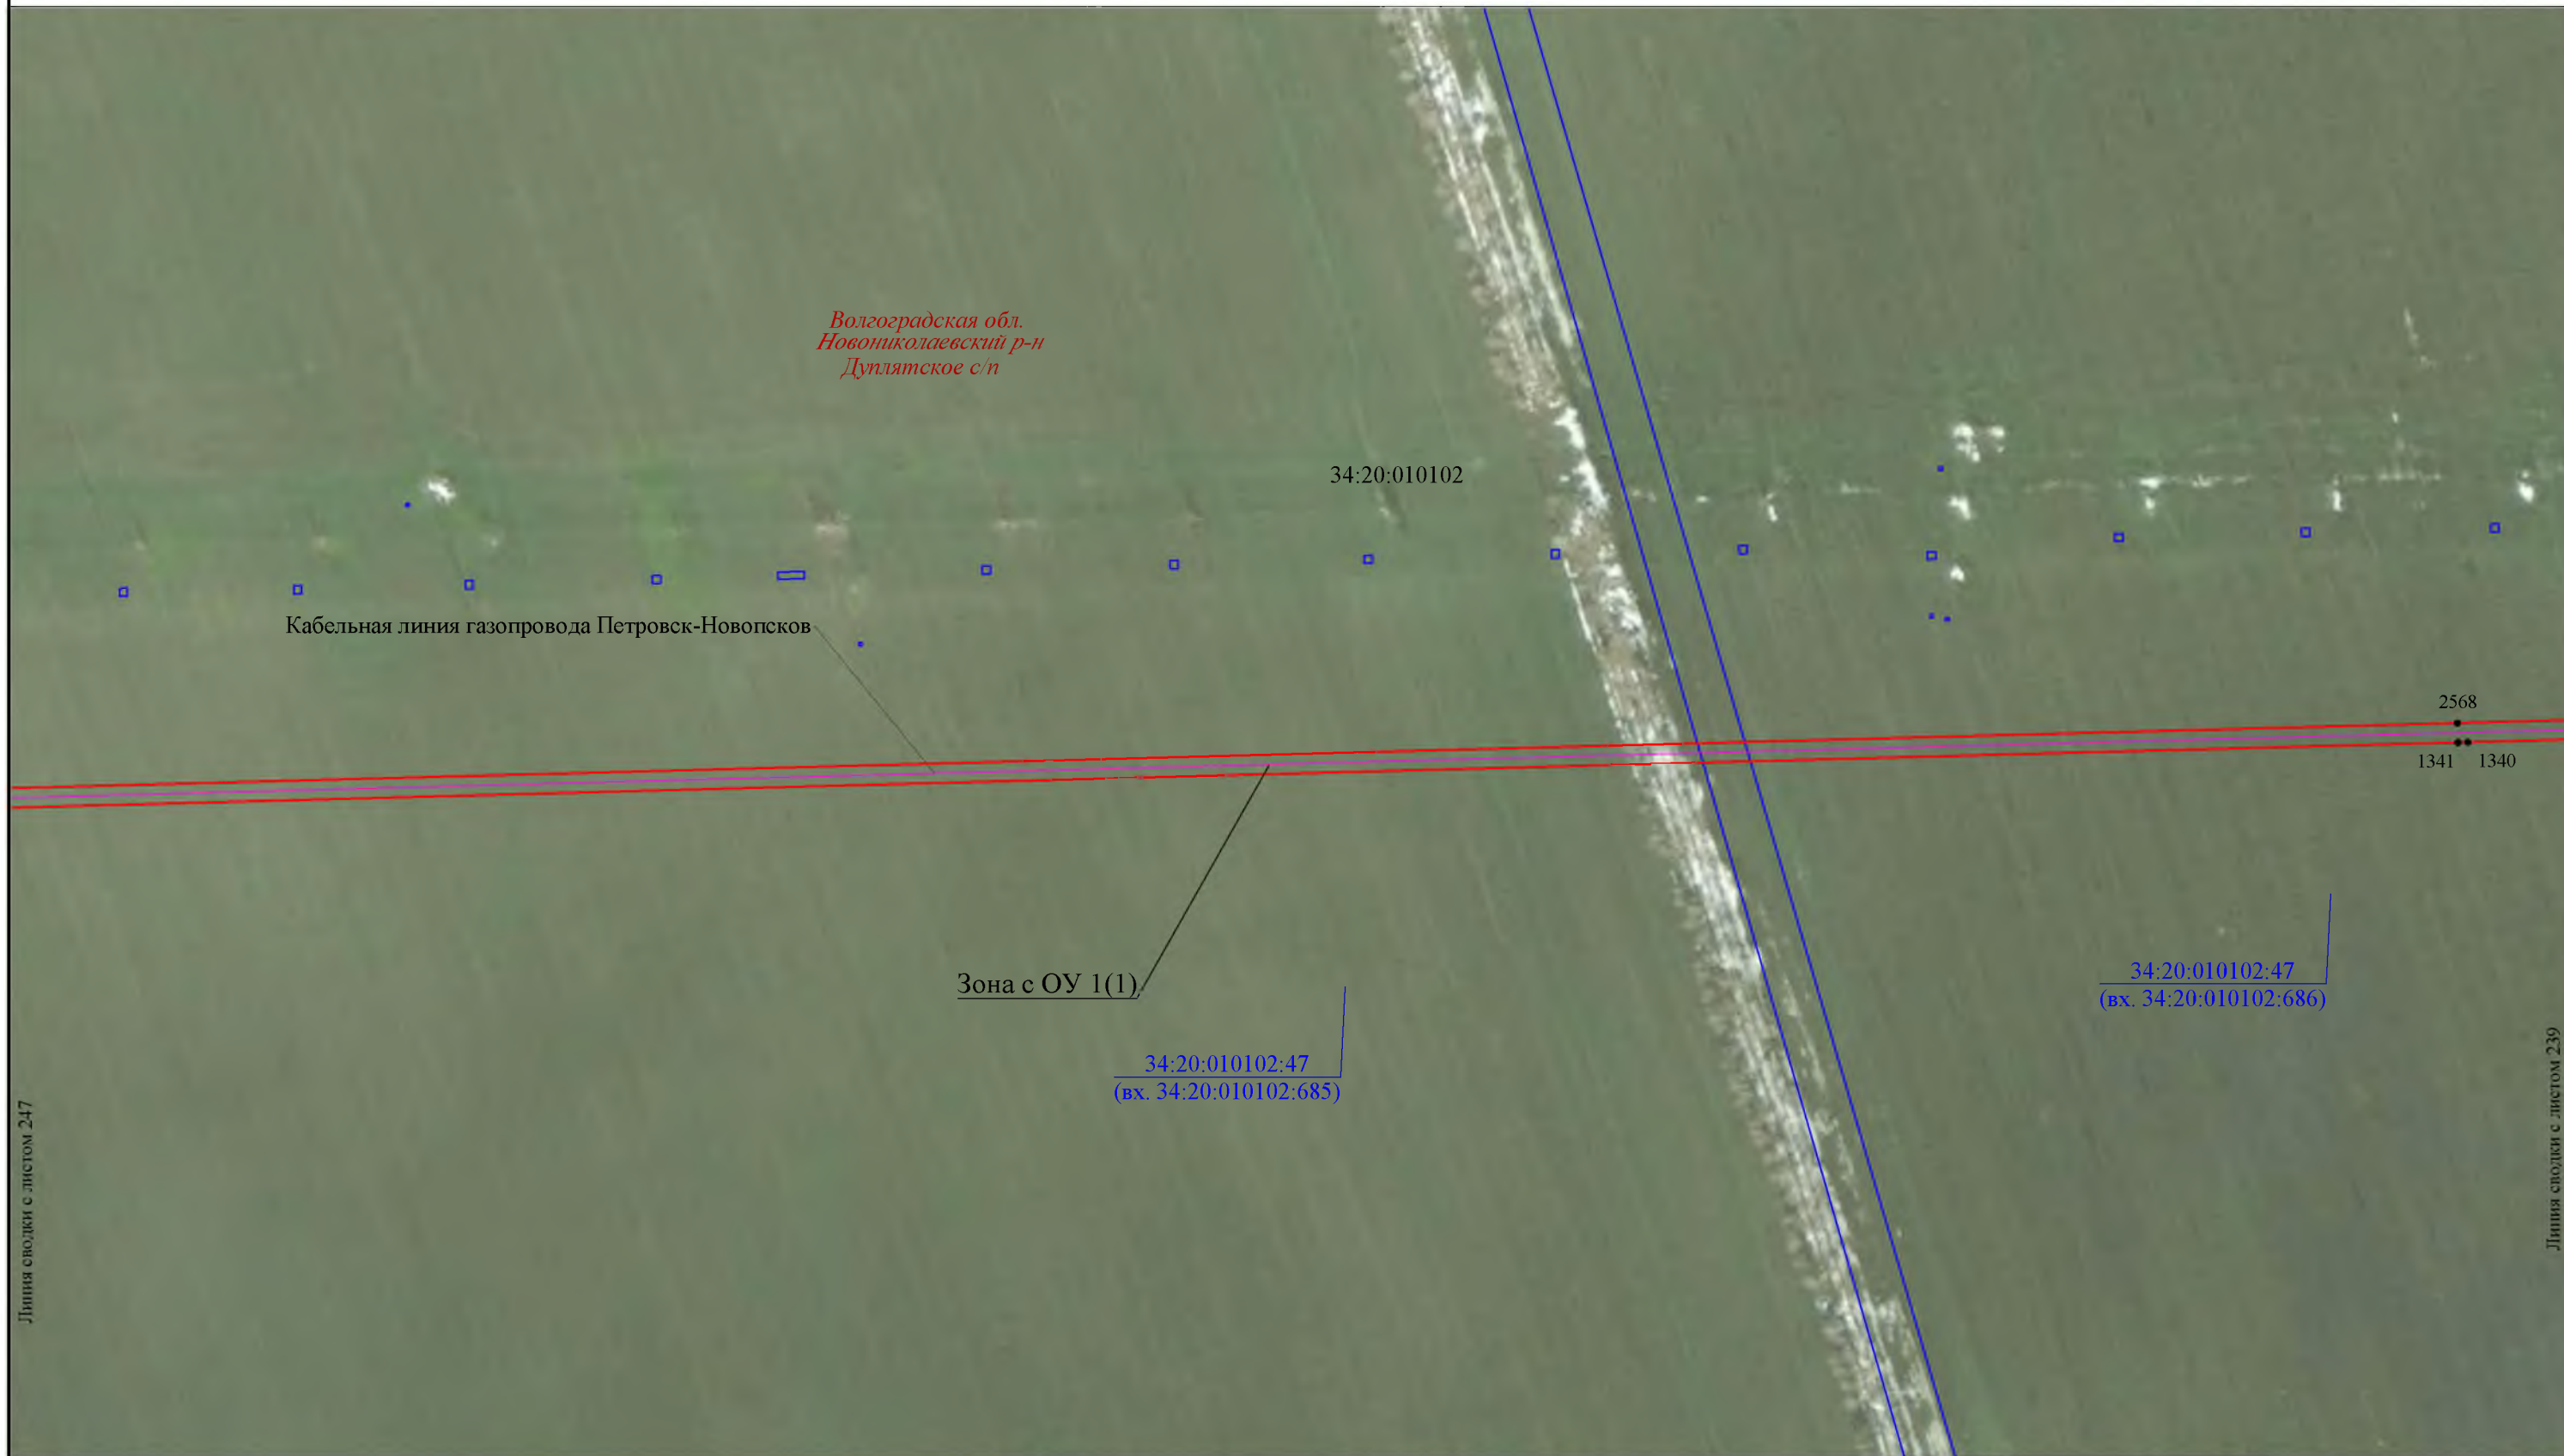 Волгоградская обл.
Новониколаевский р-н
Дуплятское с/п
34:20:010102
Кабельная линия газопровода Петровск-Новопсков
2568
1341
1340
Зона с ОУ 1(1)
34:20:010102:47
(вх. 34:20:010102:686)
34:20:010102:47
(вх. 34:20:010102:685)
Линия сводки с листом 247
Линия сводки с листом 239